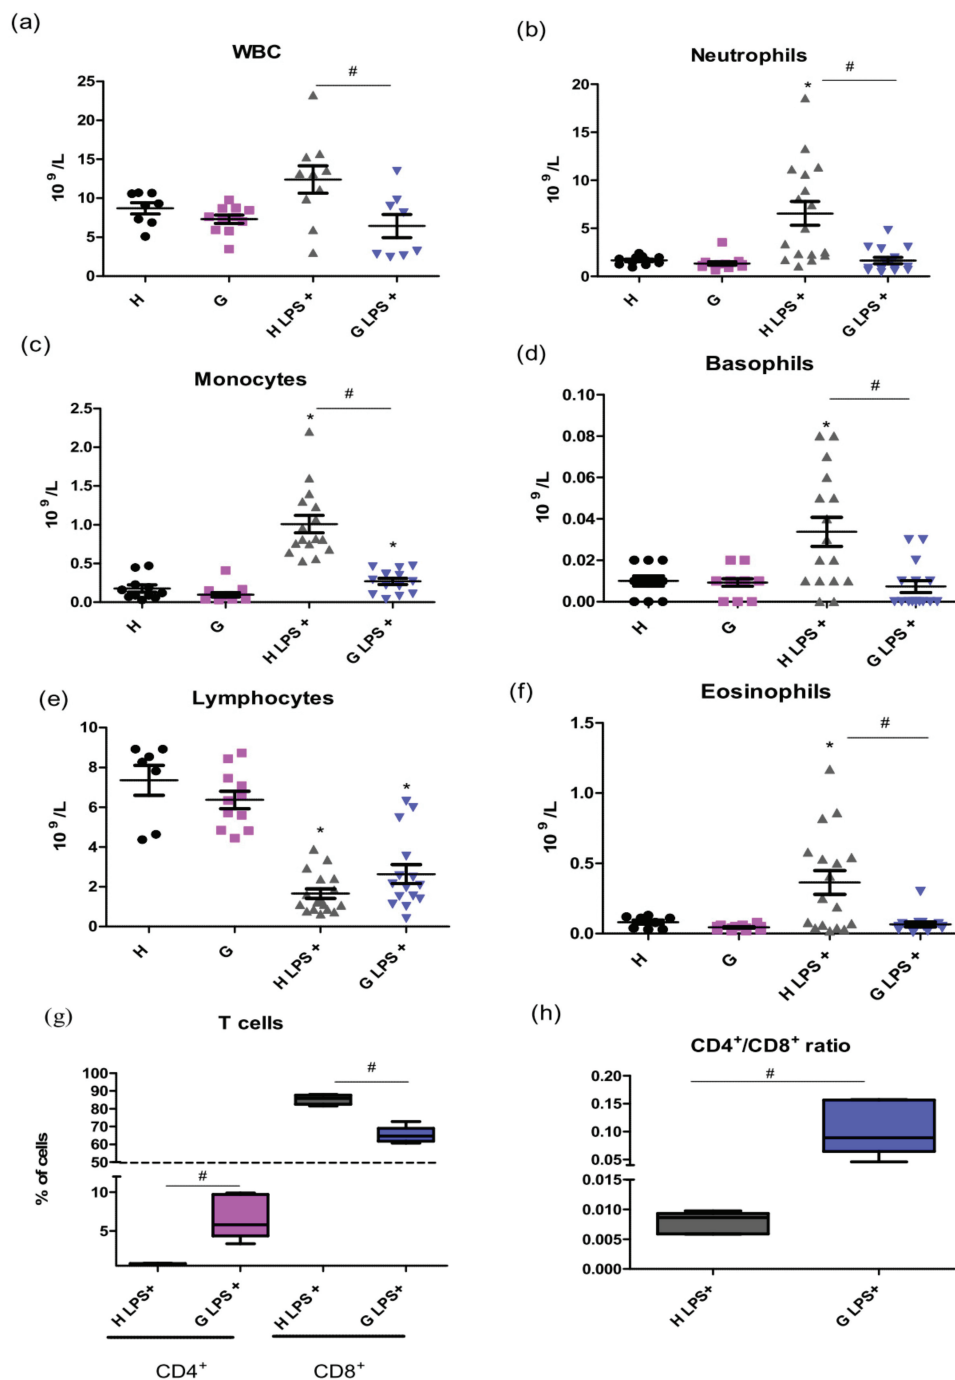 (a)
WBC
#
25
20
15
10
5
0
10 9 /L
H
G
H LPS +
G LPS +
(b)
Neutrophils
*
#
20
15
10
5
0
10 9 /L
H
G
H LPS +
G LPS +
(c)
Monocytes
*
#
*
2.5
2.0
1.5
1.0
0.5
0.0
10 9 /L
H
G
H LPS +
G LPS +
(d)
Basophils
*
#
0.10
0.08
0.06
0.04
0.02
0.00
10 9 /L
H
G
H LPS +
G LPS +
(e)
Lymphocytes
*
*
10
8
6
4
2
0
10 9 /L
H
G
H LPS +
G LPS +
(f)
Eosinophils
*
#
1.5
1.0
0.5
0.0
10 9 /L
H
G
H LPS +
G LPS +
(g)
T cells
#
#
100
90
80
70
60
50
10
5
% of cells
H LPS+
G LPS +
H LPS +
G LPS +
CD4+
CD8+
(h)
CD4+/CD8+ ratio
#
0.20
0.15
0.10
0.05
0.015
0.010
0.005
0.000
H LPS+
G LPS+